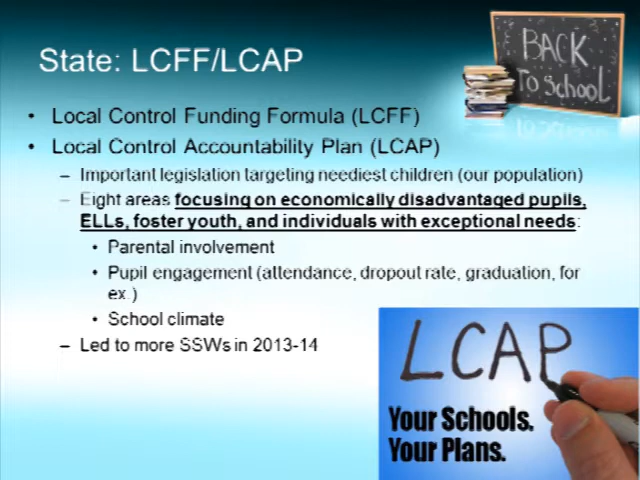 BACK
To School
State: LCFF/LCAP
• Local Control Funding Formula (LCFF)
• Local Control Accountability Plan (LCAP)
– Important legislation targeting neediest children (our population)
– Eight areas focusing on economically disadvantaged pupils,
ELLs, foster youth, and individuals with exceptional needs:
• Parental involvement
• Pupil engagement (attendance, dropout rate, graduation, for
ex.)
• School climate
– Led to more SSWs in 2013-14
LCAP
Your Schools.
Your Plans.